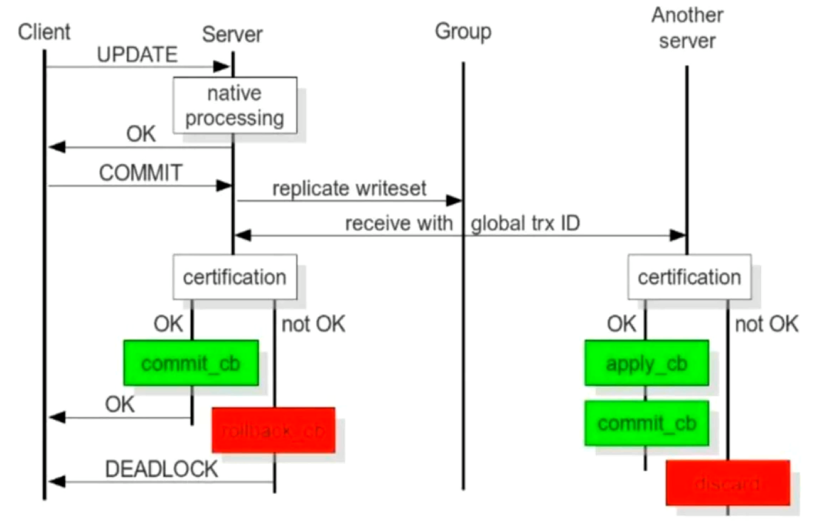 Client
Server
Group
Another
server
UPDATE
native
processing
OK
COMMIT
replicate writeset
receive with global trx ID
certification
certification
OK
not OK
OK
not OK
commit_cb
apply_cb
OK
rollback_cb
commit_cb
DEADLOCK
discard